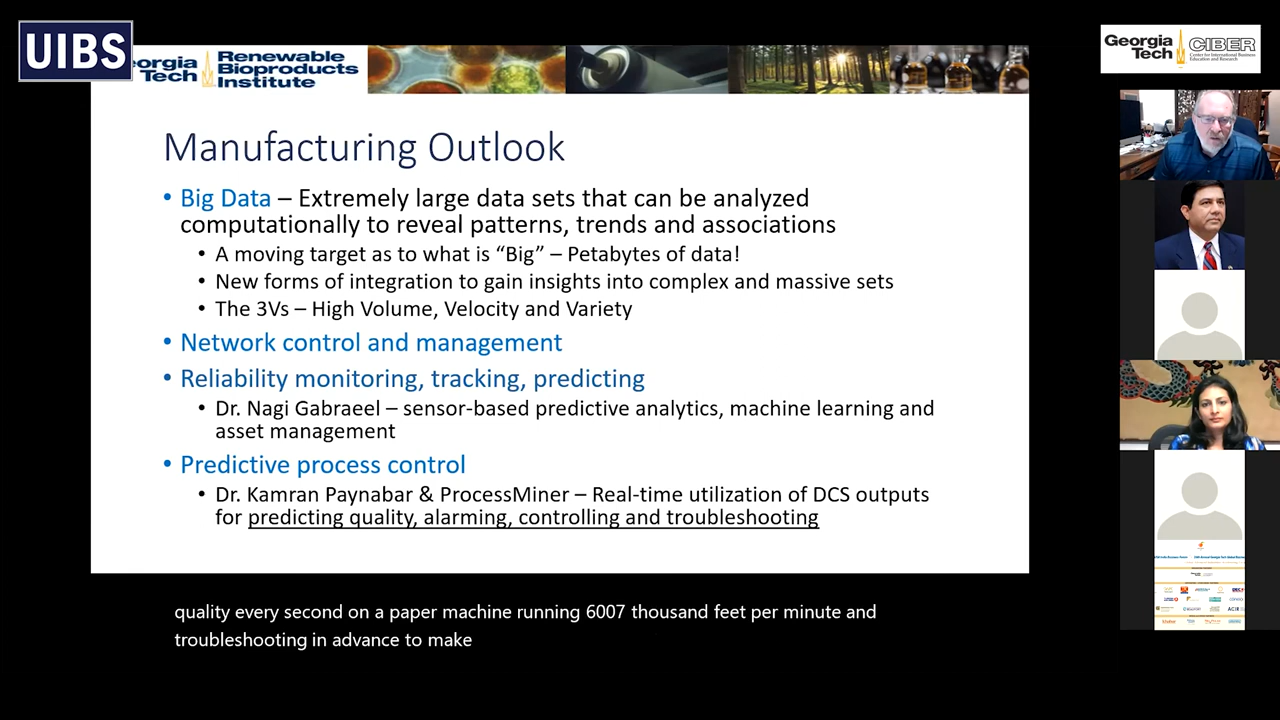 UIBS
Georgia Tech
Renewable Bioproducts Institute
Georgia Tech
CIBER
Center for International Business
Education and Research
Manufacturing Outlook
• Big Data – Extremely large data sets that can be analyzed
computationally to reveal patterns, trends and associations
• A moving target as to what is “Big” – Petabytes of data!
• New forms of integration to gain insights into complex and massive sets
• The 3Vs – High Volume, Velocity and Variety
• Network control and management
• Reliability monitoring, tracking, predicting
• Dr. Nagi Gabraeel – sensor-based predictive analytics, machine learning and
asset management
• Predictive process control
• Dr. Kamran Paynabar & ProcessMiner – Real-time utilization of DCS outputs
for predicting quality, alarming, controlling and troubleshooting
quality every second on a paper machine running 6007 thousand feet per minute and
troubleshooting in advance to make